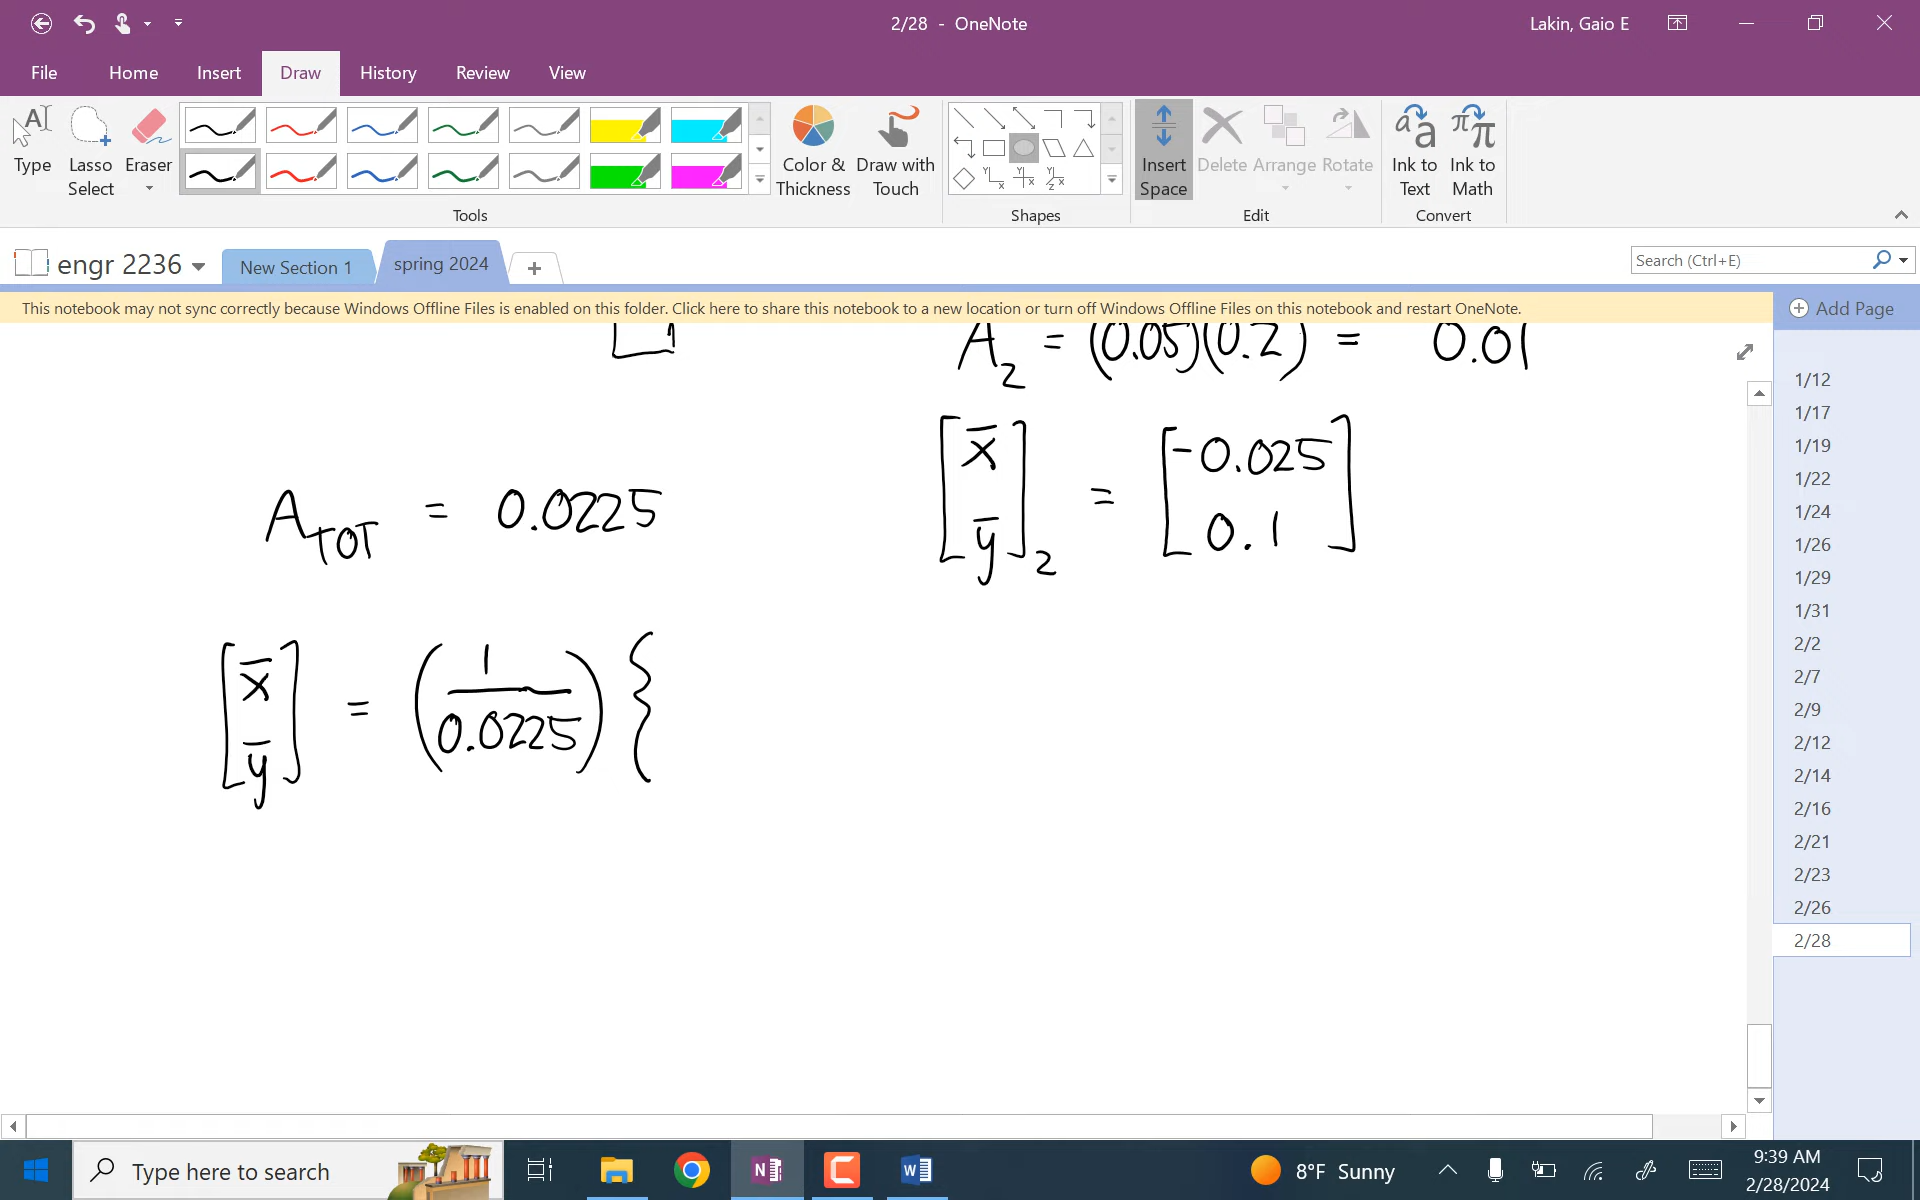 2/28 - OneNote
Lakin, Gaio E
File Home Insert Draw History Review View
Type
Lasso Select
Eraser
Color & Thickness
Draw with Touch
Insert Space
Delete
Arrange
Rotate
Ink to Text
Ink to Math
Tools
Shapes
Edit
Convert
engr 2236
New Section 1
spring 2024
Search (Ctrl+E)
This notebook may not sync correctly because Windows Offline Files is enabled on this folder. Click here to share this notebook to a new location or turn off Windows Offline Files on this notebook and restart OneNote.
Add Page
A₂ = (0.05)(0.2) = 0.01
[x̄ ȳ]₂ = [-0.025 0.1]
A_TOT = 0.0225
[x̄ ȳ] = (1/0.0225) {
1/12
1/17
1/19
1/22
1/24
1/26
1/29
1/31
2/2
2/7
2/9
2/12
2/14
2/16
2/21
2/23
2/26
2/28
Type here to search
8°F Sunny
9:39 AM
2/28/2024